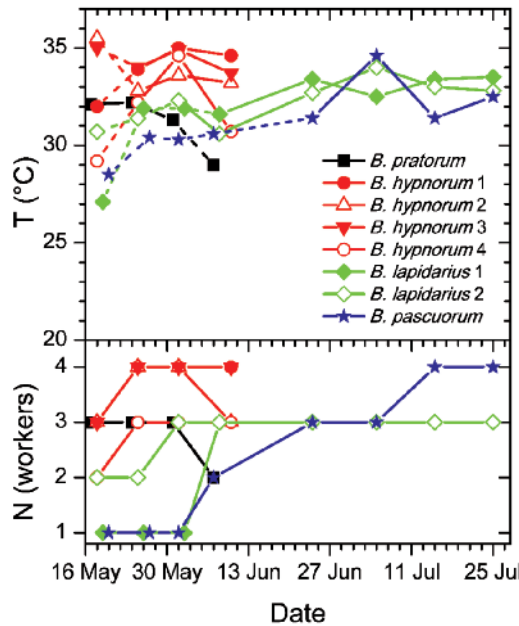 35
30
25
20
T (°C)
B. pratorum
B. hypnorum 1
B. hypnorum 2
B. hypnorum 3
B. hypnorum 4
B. lapidarius 1
B. lapidarius 2
B. pascuorum
4
3
2
1
N (workers)
16 May 30 May 13 Jun 27 Jun 11 Jul 25 Jul
Date